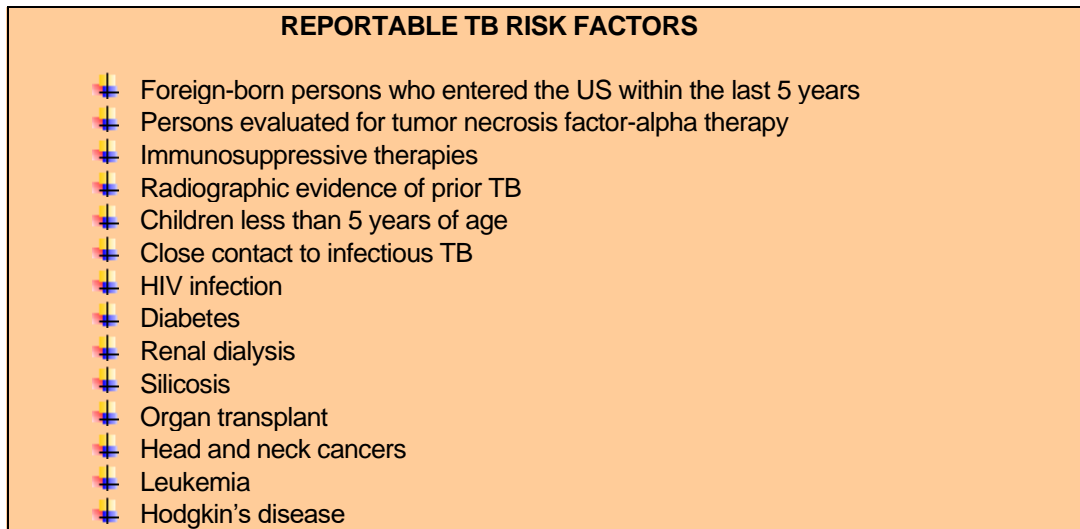 REPORTABLE TB RISK FACTORS
Foreign-born persons who entered the US within the last 5 years
Persons evaluated for tumor necrosis factor-alpha therapy
Immunosuppressive therapies
Radiographic evidence of prior TB
Children less than 5 years of age
Close contact to infectious TB
HIV infection
Diabetes
Renal dialysis
Silicosis
Organ transplant
Head and neck cancers
Leukemia
Hodgkin’s disease